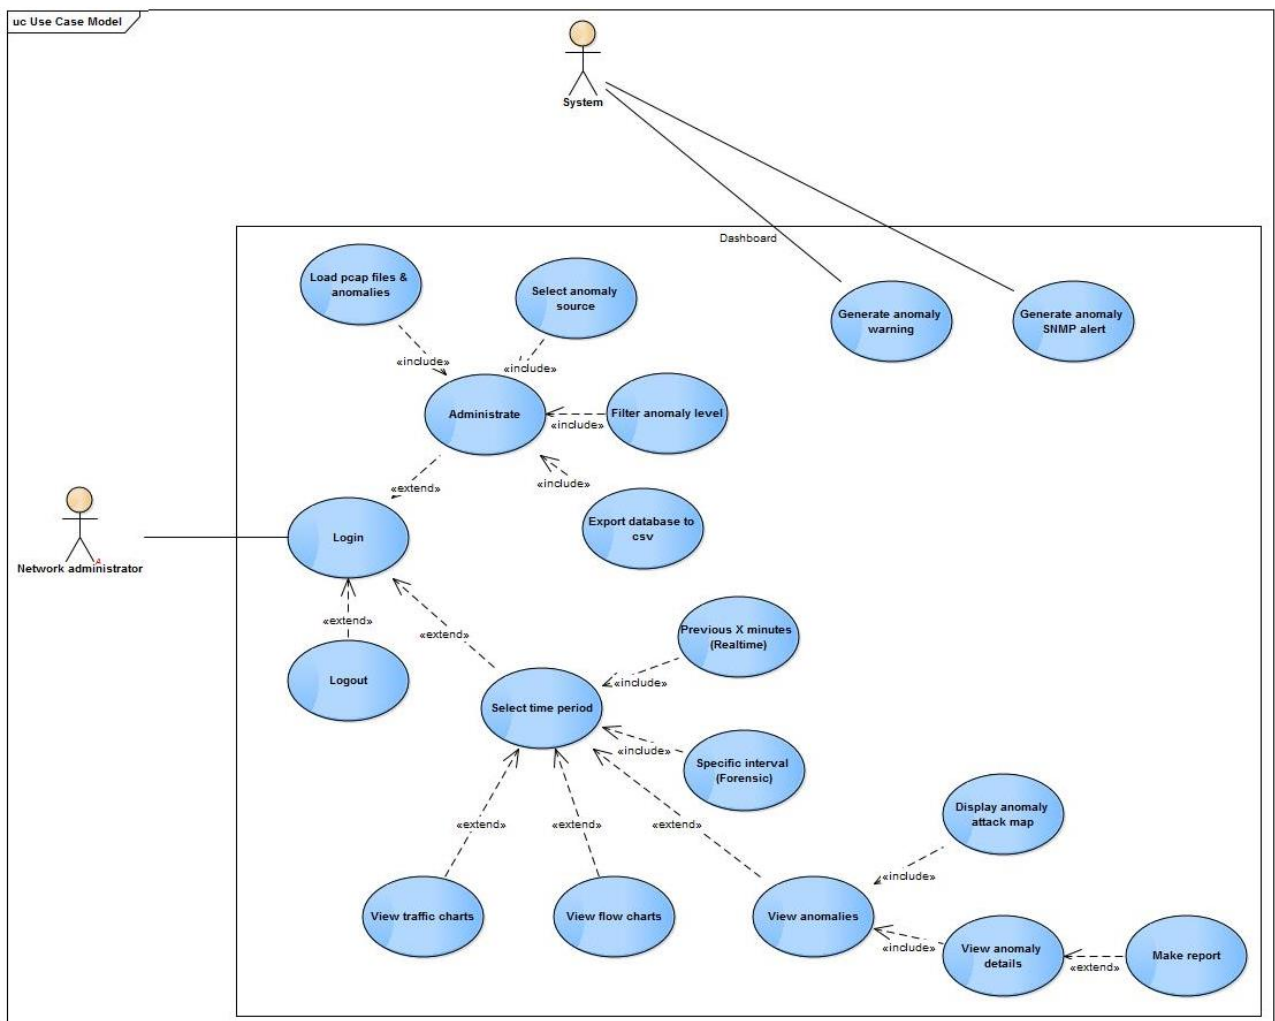 uc Use Case Model
System
Dashboard
Load pcap files &
anomalies
Select anomaly
source
Generate anomaly
warning
Generate anomaly
SNMP alert
«include»
«include»
Administrate
Filter anomaly level
«include»
«extend»
«include»
Export database to
csv
Login
Network administrator
«extend»
«extend»
Previous X minutes
(Realtime)
Logout
«include»
Select time period
«include»
Specific interval
(Forensic)
Display anomaly
attack map
«extend»
«extend»
«extend»
«include»
View traffic charts
View flow charts
View anomalies
«include»
View anomaly
details
Make report
«extend»